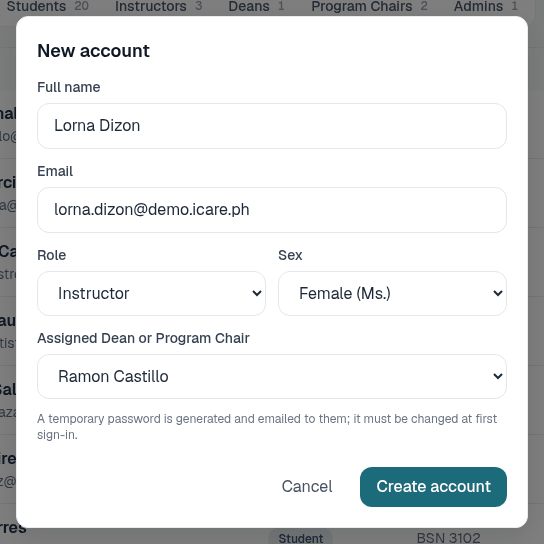 Students 20 Instructors 3 Deans 1 Program Chairs 2 Admins 1
New account
Full name
Lorna Dizon
Email
lorna.dizon@demo.icare.ph
Role Sex
Instructor Female (Ms.)
Assigned Dean or Program Chair
Ramon Castillo
A temporary password is generated and emailed to them; it must be changed at first
sign-in.
Cancel Create account
Student BSN 3102